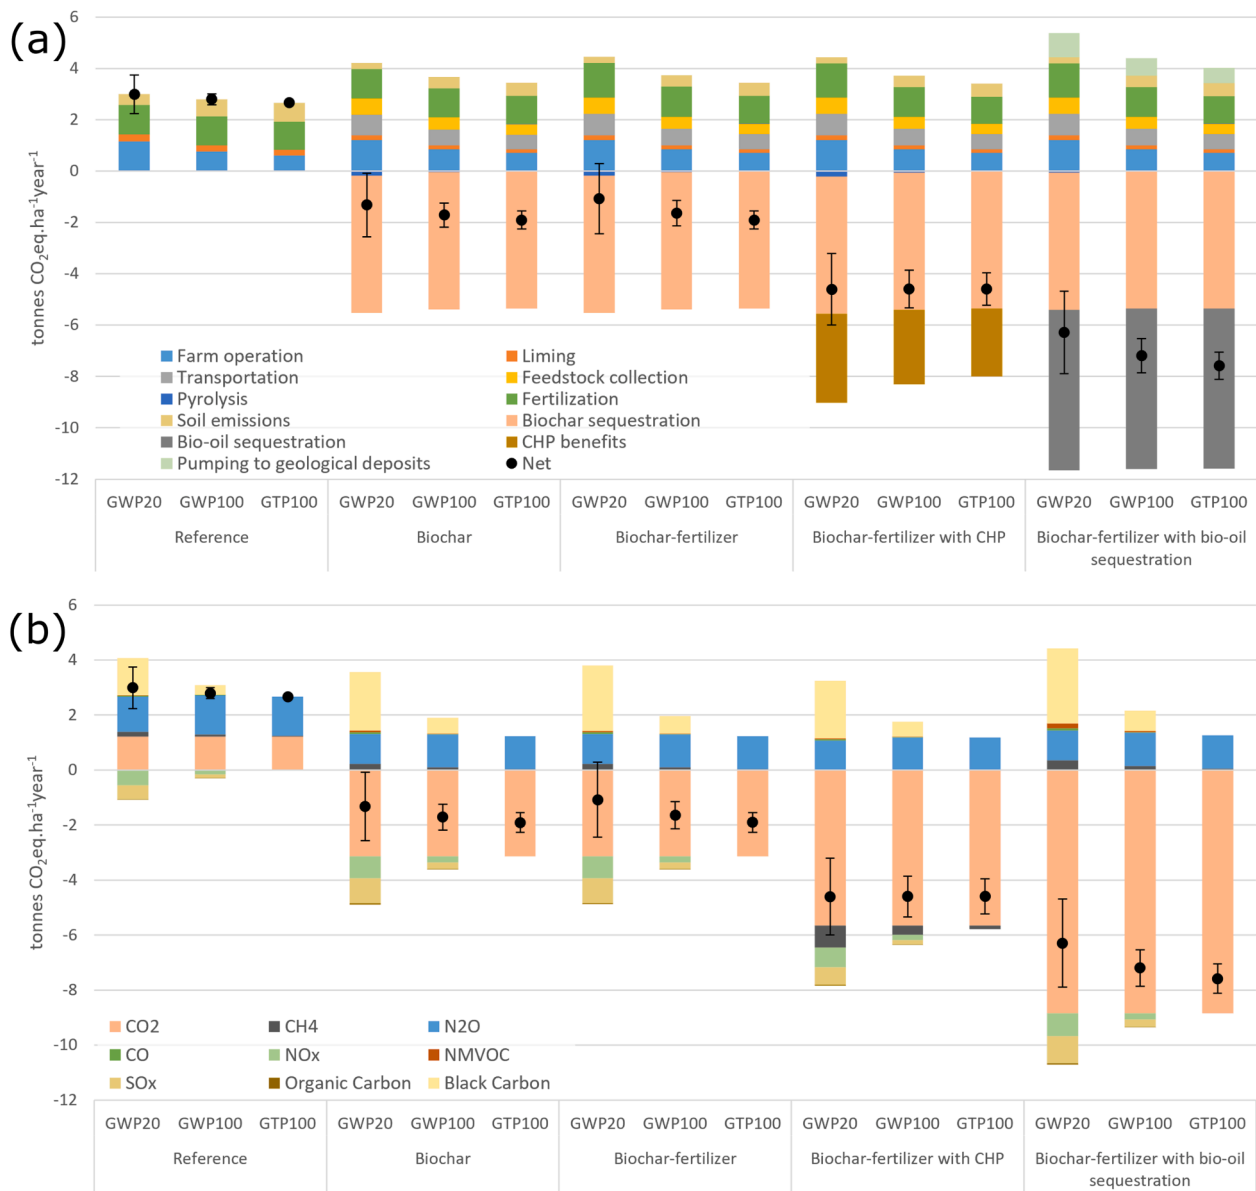 (a)
6
4
2
0
-2
-4
-6
-8
-10
-12
tonnes CO₂eq.ha⁻¹year⁻¹
Farm operation
Liming
Transportation
Feedstock collection
Pyrolysis
Fertilization
Soil emissions
Biochar sequestration
Bio-oil sequestration
CHP benefits
Pumping to geological deposits
Net
GWP20 GWP100 GTP100 GWP20 GWP100 GTP100 GWP20 GWP100 GTP100 GWP20 GWP100 GTP100 GWP20 GWP100 GTP100
Reference
Biochar
Biochar-fertilizer
Biochar-fertilizer with CHP
Biochar-fertilizer with bio-oil
sequestration
(b)
6
4
2
0
-2
-4
-6
-8
-10
-12
tonnes CO₂eq.ha⁻¹year⁻¹
CO2
CH4
N2O
CO
NOx
NMVOC
SOx
Organic Carbon
Black Carbon
GWP20 GWP100 GTP100 GWP20 GWP100 GTP100 GWP20 GWP100 GTP100 GWP20 GWP100 GTP100 GWP20 GWP100 GTP100
Reference
Biochar
Biochar-fertilizer
Biochar-fertilizer with CHP
Biochar-fertilizer with bio-oil
sequestration